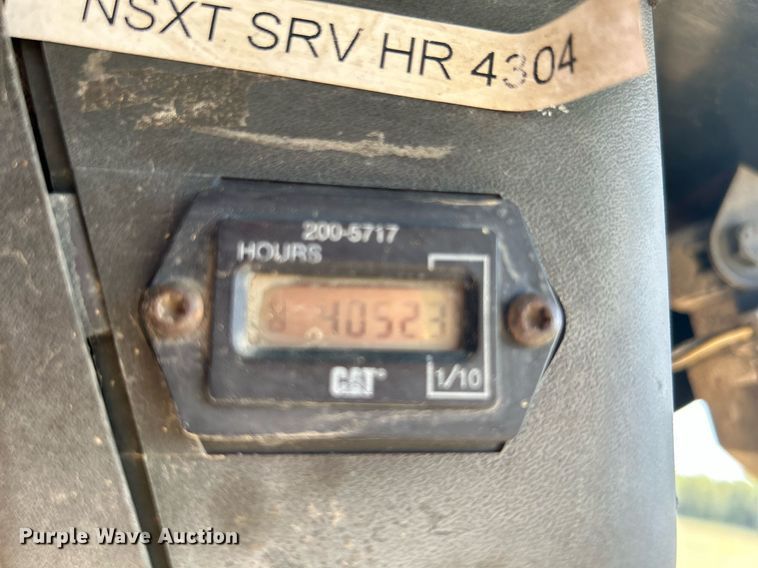 NSXT SRV HR 4304
200-5717
HOURS
40523
CAT
1/10
Purple Wave Auction